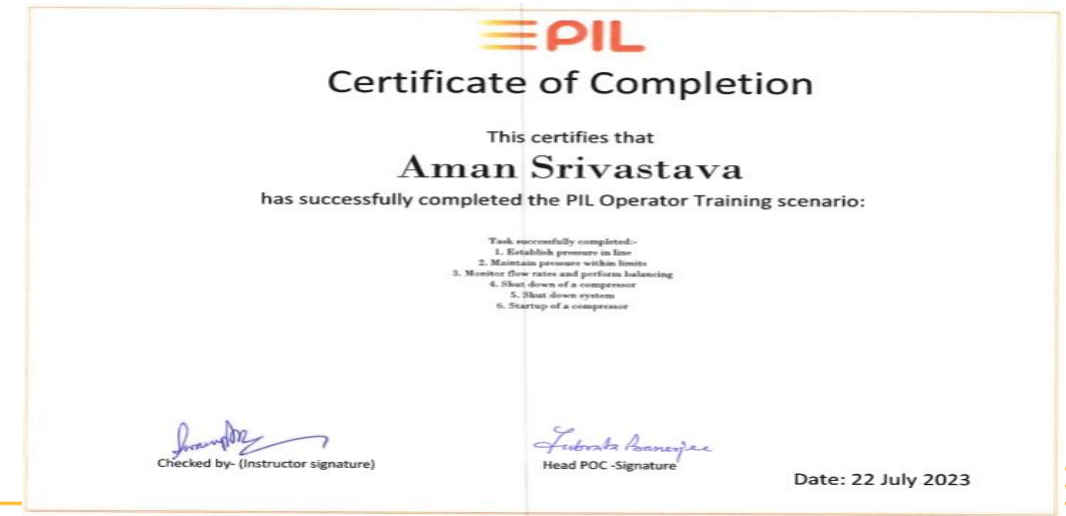 PIL
Certificate of Completion
This certifies that
Aman Srivastava
has successfully completed the PIL Operator Training scenario:
Task successfully completed:-
1. Establish pressure in line
2. Maintain pressure within limits
3. Monitor flow rates and perform balancing
4. Shut down of a compressor
5. Shut down system
6. Startup of a compressor
Banerjee
Checked by- (Instructor signature)
Head POC -Signature
Date: 22 July 2023